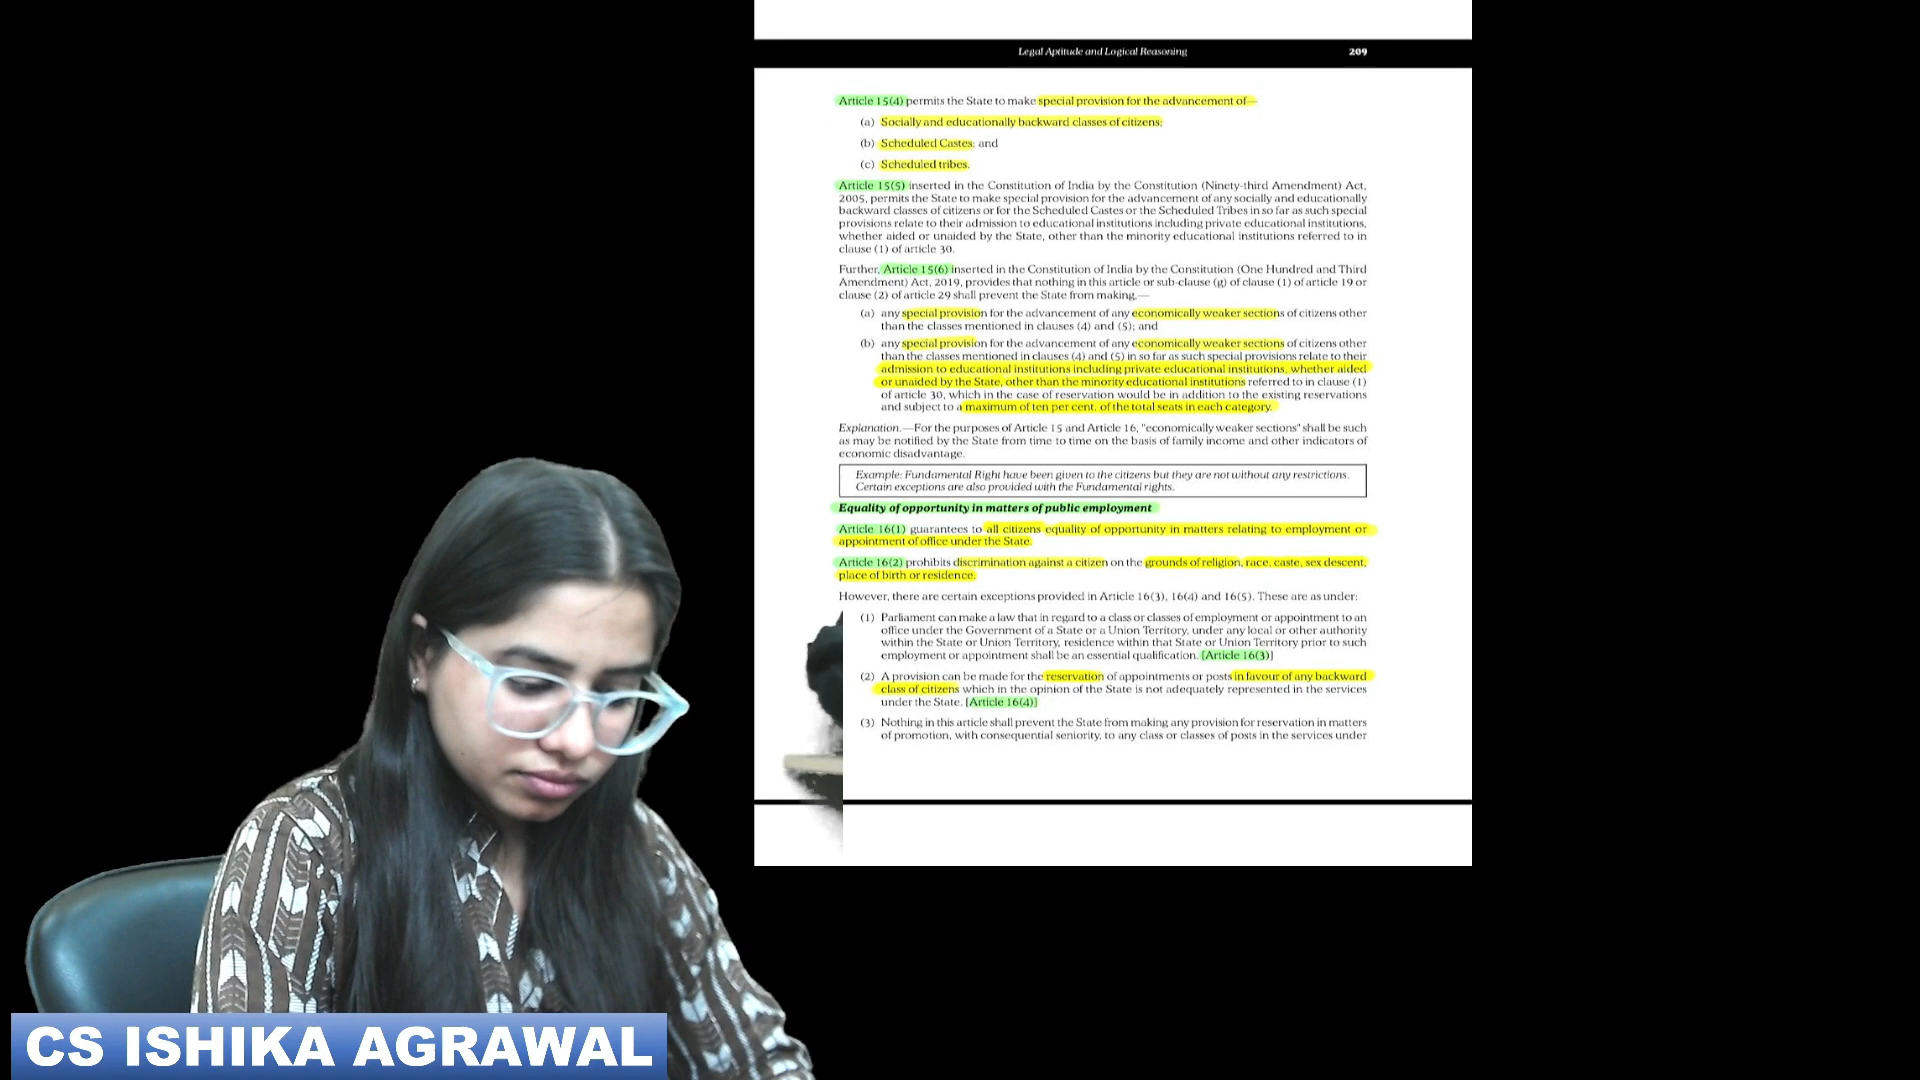 Legal Aptitude and Logical Reasoning 209
Article 15(4) permits the State to make special provision for the advancement of—
(a) Socially and educationally backward classes of citizens;
(b) Scheduled Castes; and
(c) Scheduled tribes.
Article 15(5) inserted in the Constitution of India by the Constitution (Ninety-third Amendment) Act,
2005, permits the State to make special provision for the advancement of any socially and educationally
backward classes of citizens or for the Scheduled Castes or the Scheduled Tribes in so far as such special
provisions relate to their admission to educational institutions including private educational institutions,
whether aided or unaided by the State, other than the minority educational institutions referred to in
clause (1) of article 30.
Further, Article 15(6) inserted in the Constitution of India by the Constitution (One Hundred and Third
Amendment) Act, 2019, provides that nothing in this article or sub-clause (g) of clause (1) of article 19 or
clause (2) of article 29 shall prevent the State from making,—
(a) any special provision for the advancement of any economically weaker sections of citizens other
than the classes mentioned in clauses (4) and (5); and
(b) any special provision for the advancement of any economically weaker sections of citizens other
than the classes mentioned in clauses (4) and (5) in so far as such special provisions relate to their
admission to educational institutions including private educational institutions, whether aided
or unaided by the State, other than the minority educational institutions referred to in clause (1)
of article 30, which in the case of reservation would be in addition to the existing reservations
and subject to a maximum of ten per cent. of the total seats in each category.
Explanation.—For the purposes of Article 15 and Article 16, "economically weaker sections" shall be such
as may be notified by the State from time to time on the basis of family income and other indicators of
economic disadvantage.
Example: Fundamental Right have been given to the citizens but they are not without any restrictions.
Certain exceptions are also provided with the Fundamental rights.
Equality of opportunity in matters of public employment
Article 16(1) guarantees to all citizens equality of opportunity in matters relating to employment or
appointment of office under the State.
Article 16(2) prohibits discrimination against a citizen on the grounds of religion, race, caste, sex descent,
place of birth or residence.
However, there are certain exceptions provided in Article 16(3), 16(4) and 16(5). These are as under:
(1) Parliament can make a law that in regard to a class or classes of employment or appointment to an
office under the Government of a State or a Union Territory, under any local or other authority
within the State or Union Territory, residence within that State or Union Territory prior to such
employment or appointment shall be an essential qualification. [Article 16(3)]
(2) A provision can be made for the reservation of appointments or posts in favour of any backward
class of citizens which in the opinion of the State is not adequately represented in the services
under the State. [Article 16(4)]
(3) Nothing in this article shall prevent the State from making any provision for reservation in matters
of promotion, with consequential seniority, to any class or classes of posts in the services under
CS ISHIKA AGRAWAL